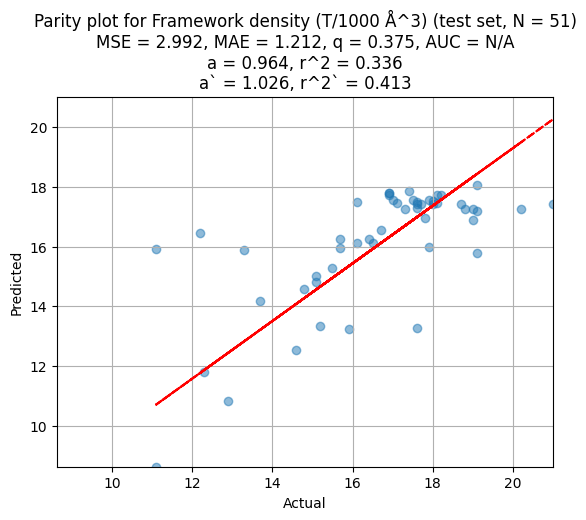 Parity plot for Framework density (T/1000 Å^3) (test set, N = 51)
MSE = 2.992, MAE = 1.212, q = 0.375, AUC = N/A
a = 0.964, r^2 = 0.336
a` = 1.026, r^2` = 0.413
20
18
16
14
12
10
Predicted
10 12 14 16 18 20
Actual